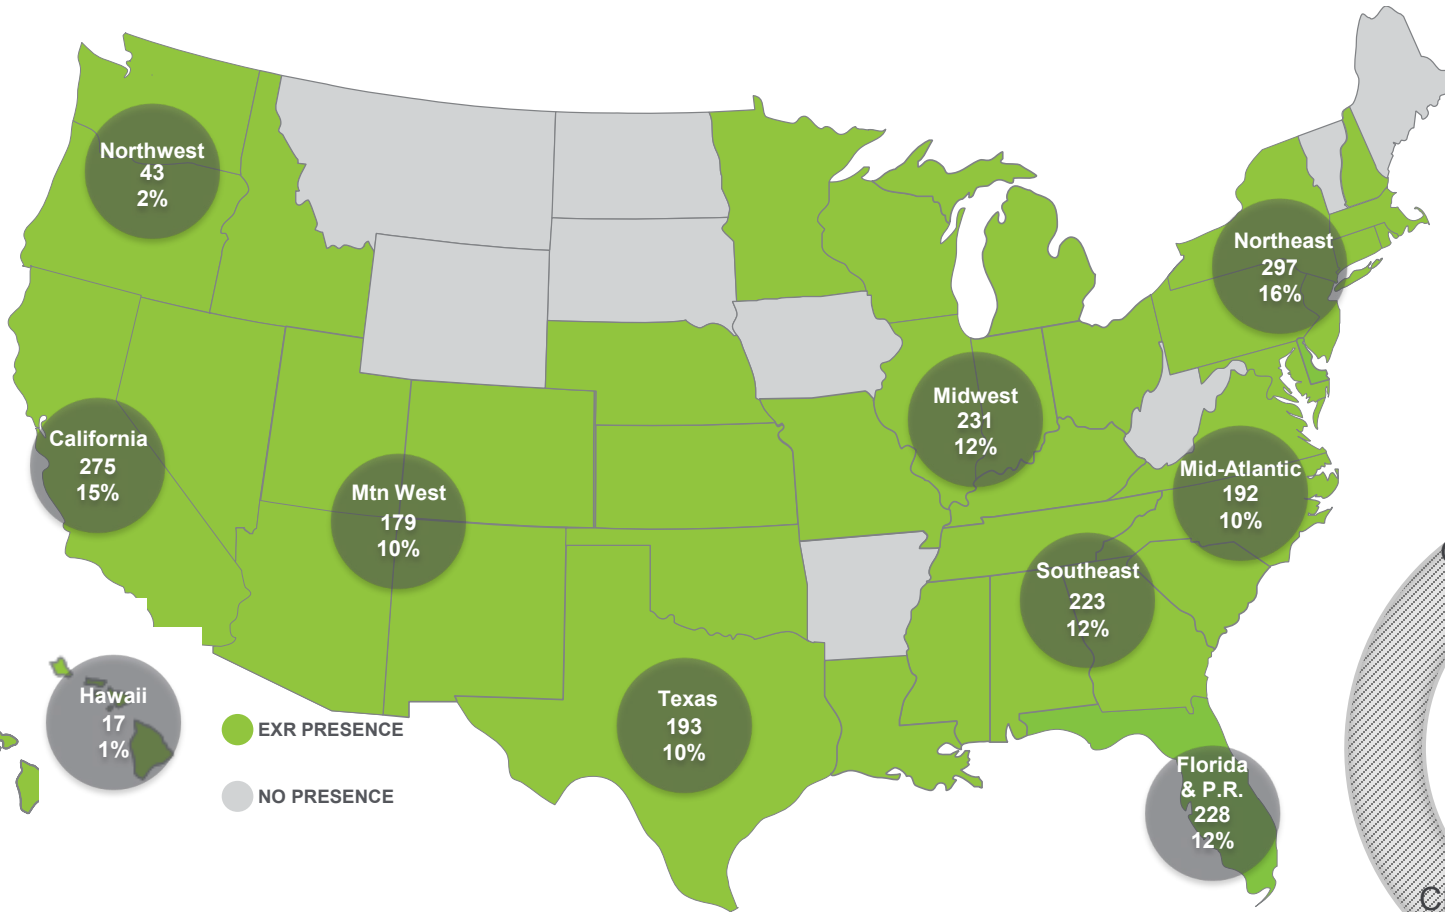 Northwest
43
2%
Northeast
297
16%
Midwest
231
12%
California
275
15%
Mtn West
179
10%
Mid-Atlantic
192
10%
Southeast
223
12%
Hawaii
17
1%
Texas
193
10%
Florida
& P.R.
228
12%
EXR PRESENCE
NO PRESENCE
C